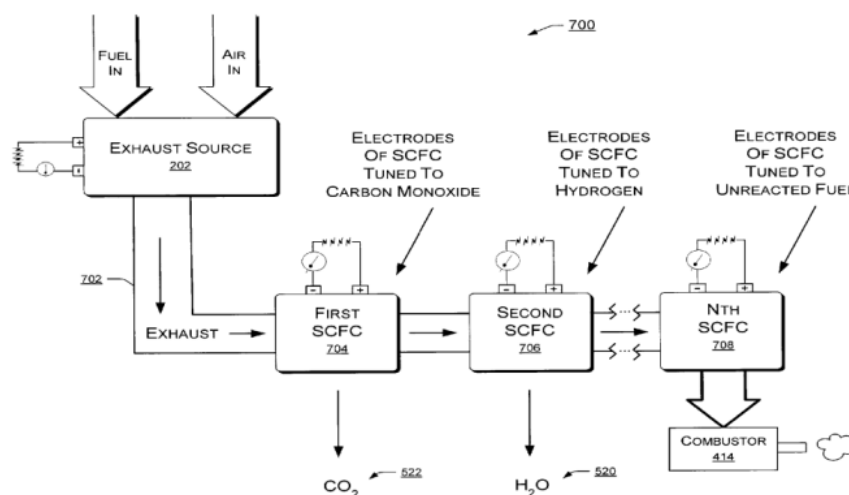 700
FUEL
IN
AIR
IN
EXHAUST SOURCE
202
+
-
ELECTRODES
OF SCFC
TUNED TO
CARBON MONOXIDE
ELECTRODES
OF SCFC
TUNED TO
HYDROGEN
ELECTRODES
OF SCFC
TUNED TO
UNREACTED FUEL
702
EXHAUST
- +
FIRST
SCFC
704
- +
SECOND
SCFC
706
- +
NTH
SCFC
708
COMBUSTOR
414
CO₂
522
H₂O
520